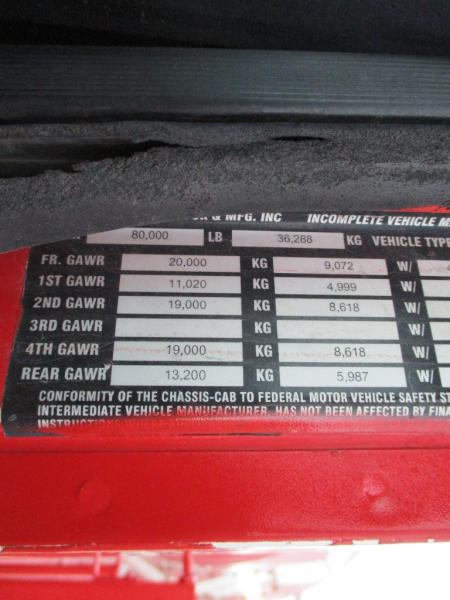 & MFG. INC INCOMPLETE VEHICLE
80,000 LB 36,288 KG VEHICLE TYPE
FR. GAWR 20,000 KG 9,072 W/
1ST GAWR 11,020 KG 4,999 W/
2ND GAWR 19,000 KG 8,618 W/
3RD GAWR KG W/
4TH GAWR 19,000 KG 8,618 W/
REAR GAWR 13,200 KG 5,987 W/
CONFORMITY OF THE CHASSIS-CAB TO FEDERAL MOTOR VEHICLE SAFETY
INTERMEDIATE VEHICLE MANUFACTURER, HAS NOT BEEN AFFECTED BY